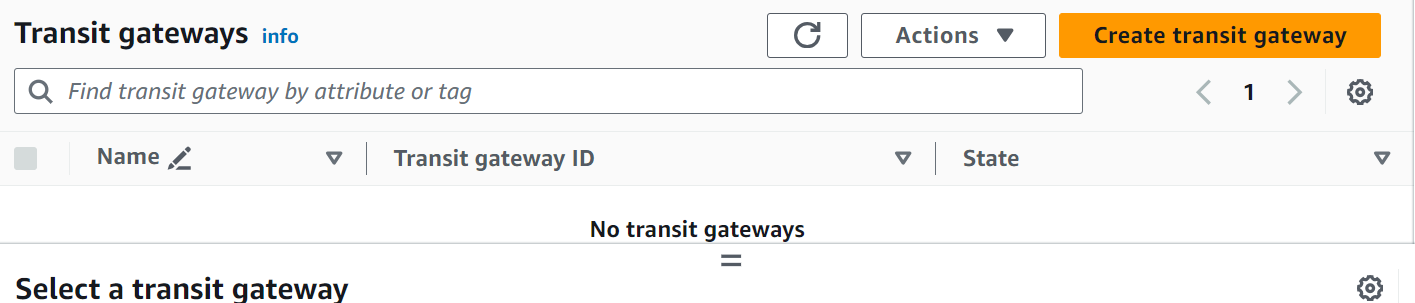 Transit gateways info
Actions
Create transit gateway
Find transit gateway by attribute or tag
1
Name
Transit gateway ID
State
No transit gateways
Select a transit gateway